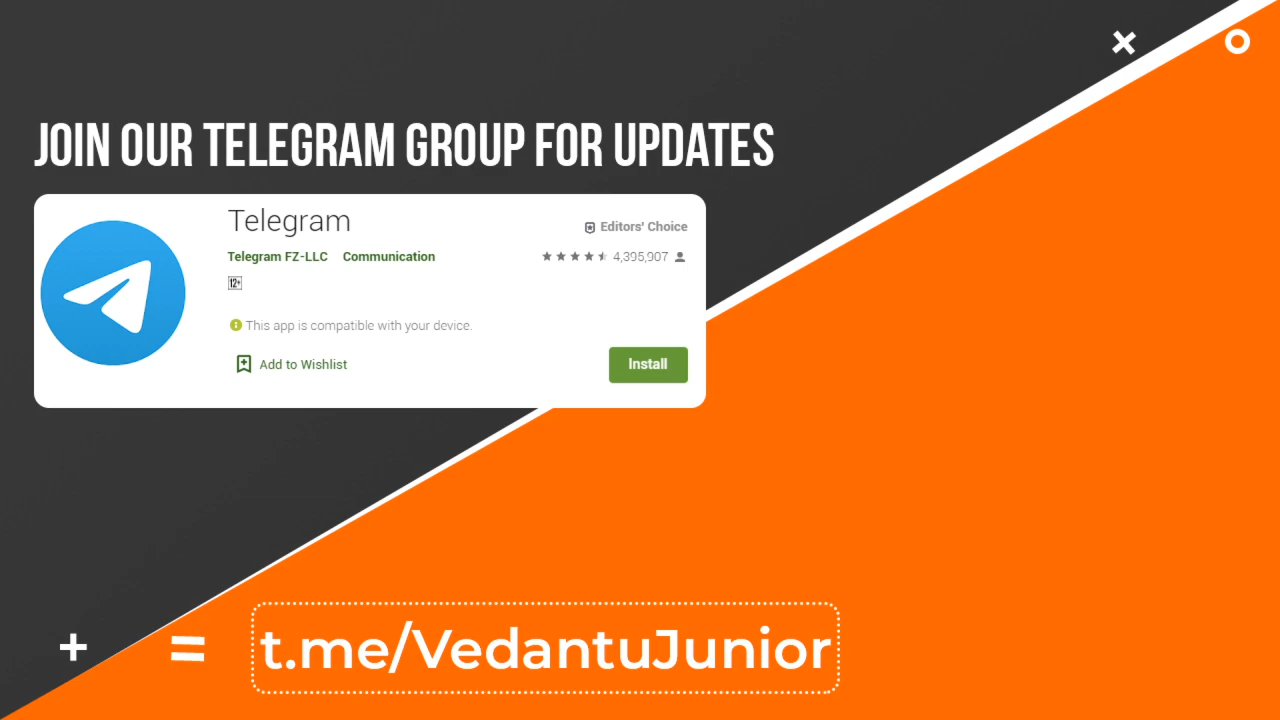 JOIN OUR TELEGRAM GROUP FOR UPDATES
Telegram
Editors' Choice
Telegram FZ-LLC Communication
4,395,907
12+
This app is compatible with your device.
Add to Wishlist
Install
+ = t.me/VedantuJunior